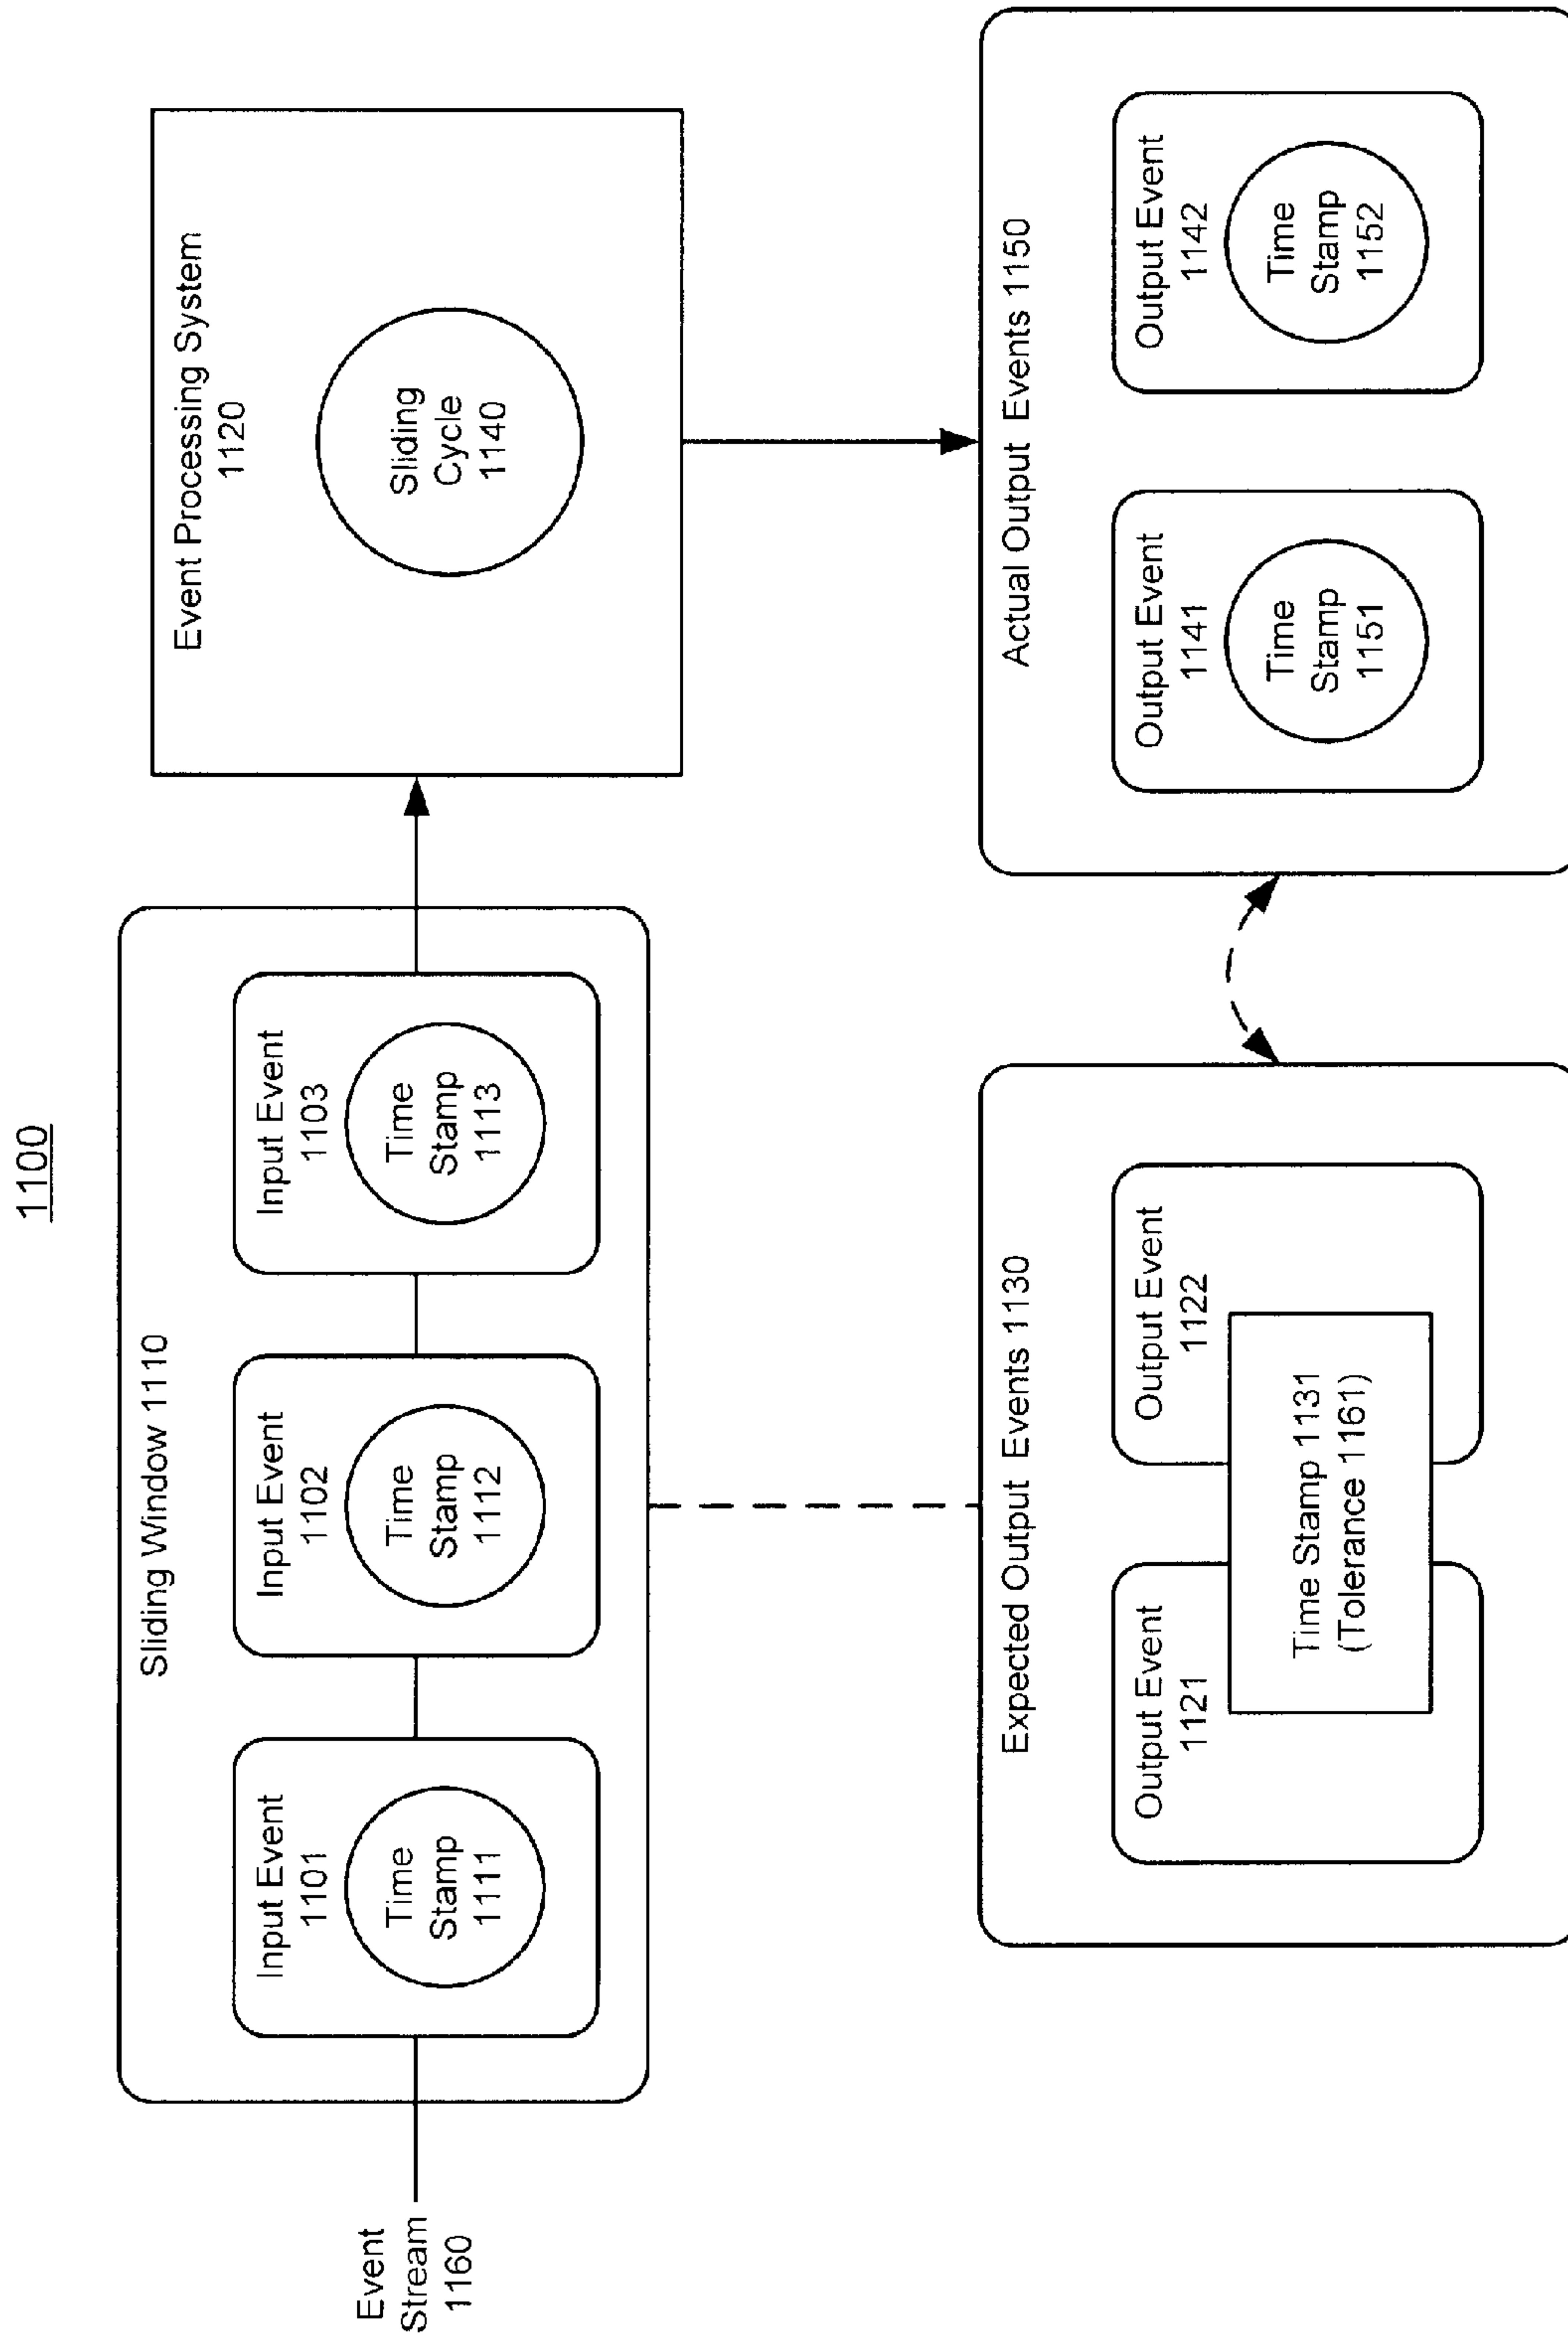 1100
Event
Stream
1160
Sliding Window 1110
Input Event
1101
Time
Stamp
1111
Input Event
1102
Time
Stamp
1112
Input Event
1103
Time
Stamp
1113
Event Processing System
1120
Sliding
Cycle
1140
Expected Output Events 1130
Output Event
1121
Output Event
1122
Time Stamp 1131
(Tolerance 1161)
Actual Output Events 1150
Output Event
1141
Time
Stamp
1151
Output Event
1142
Time
Stamp
1152